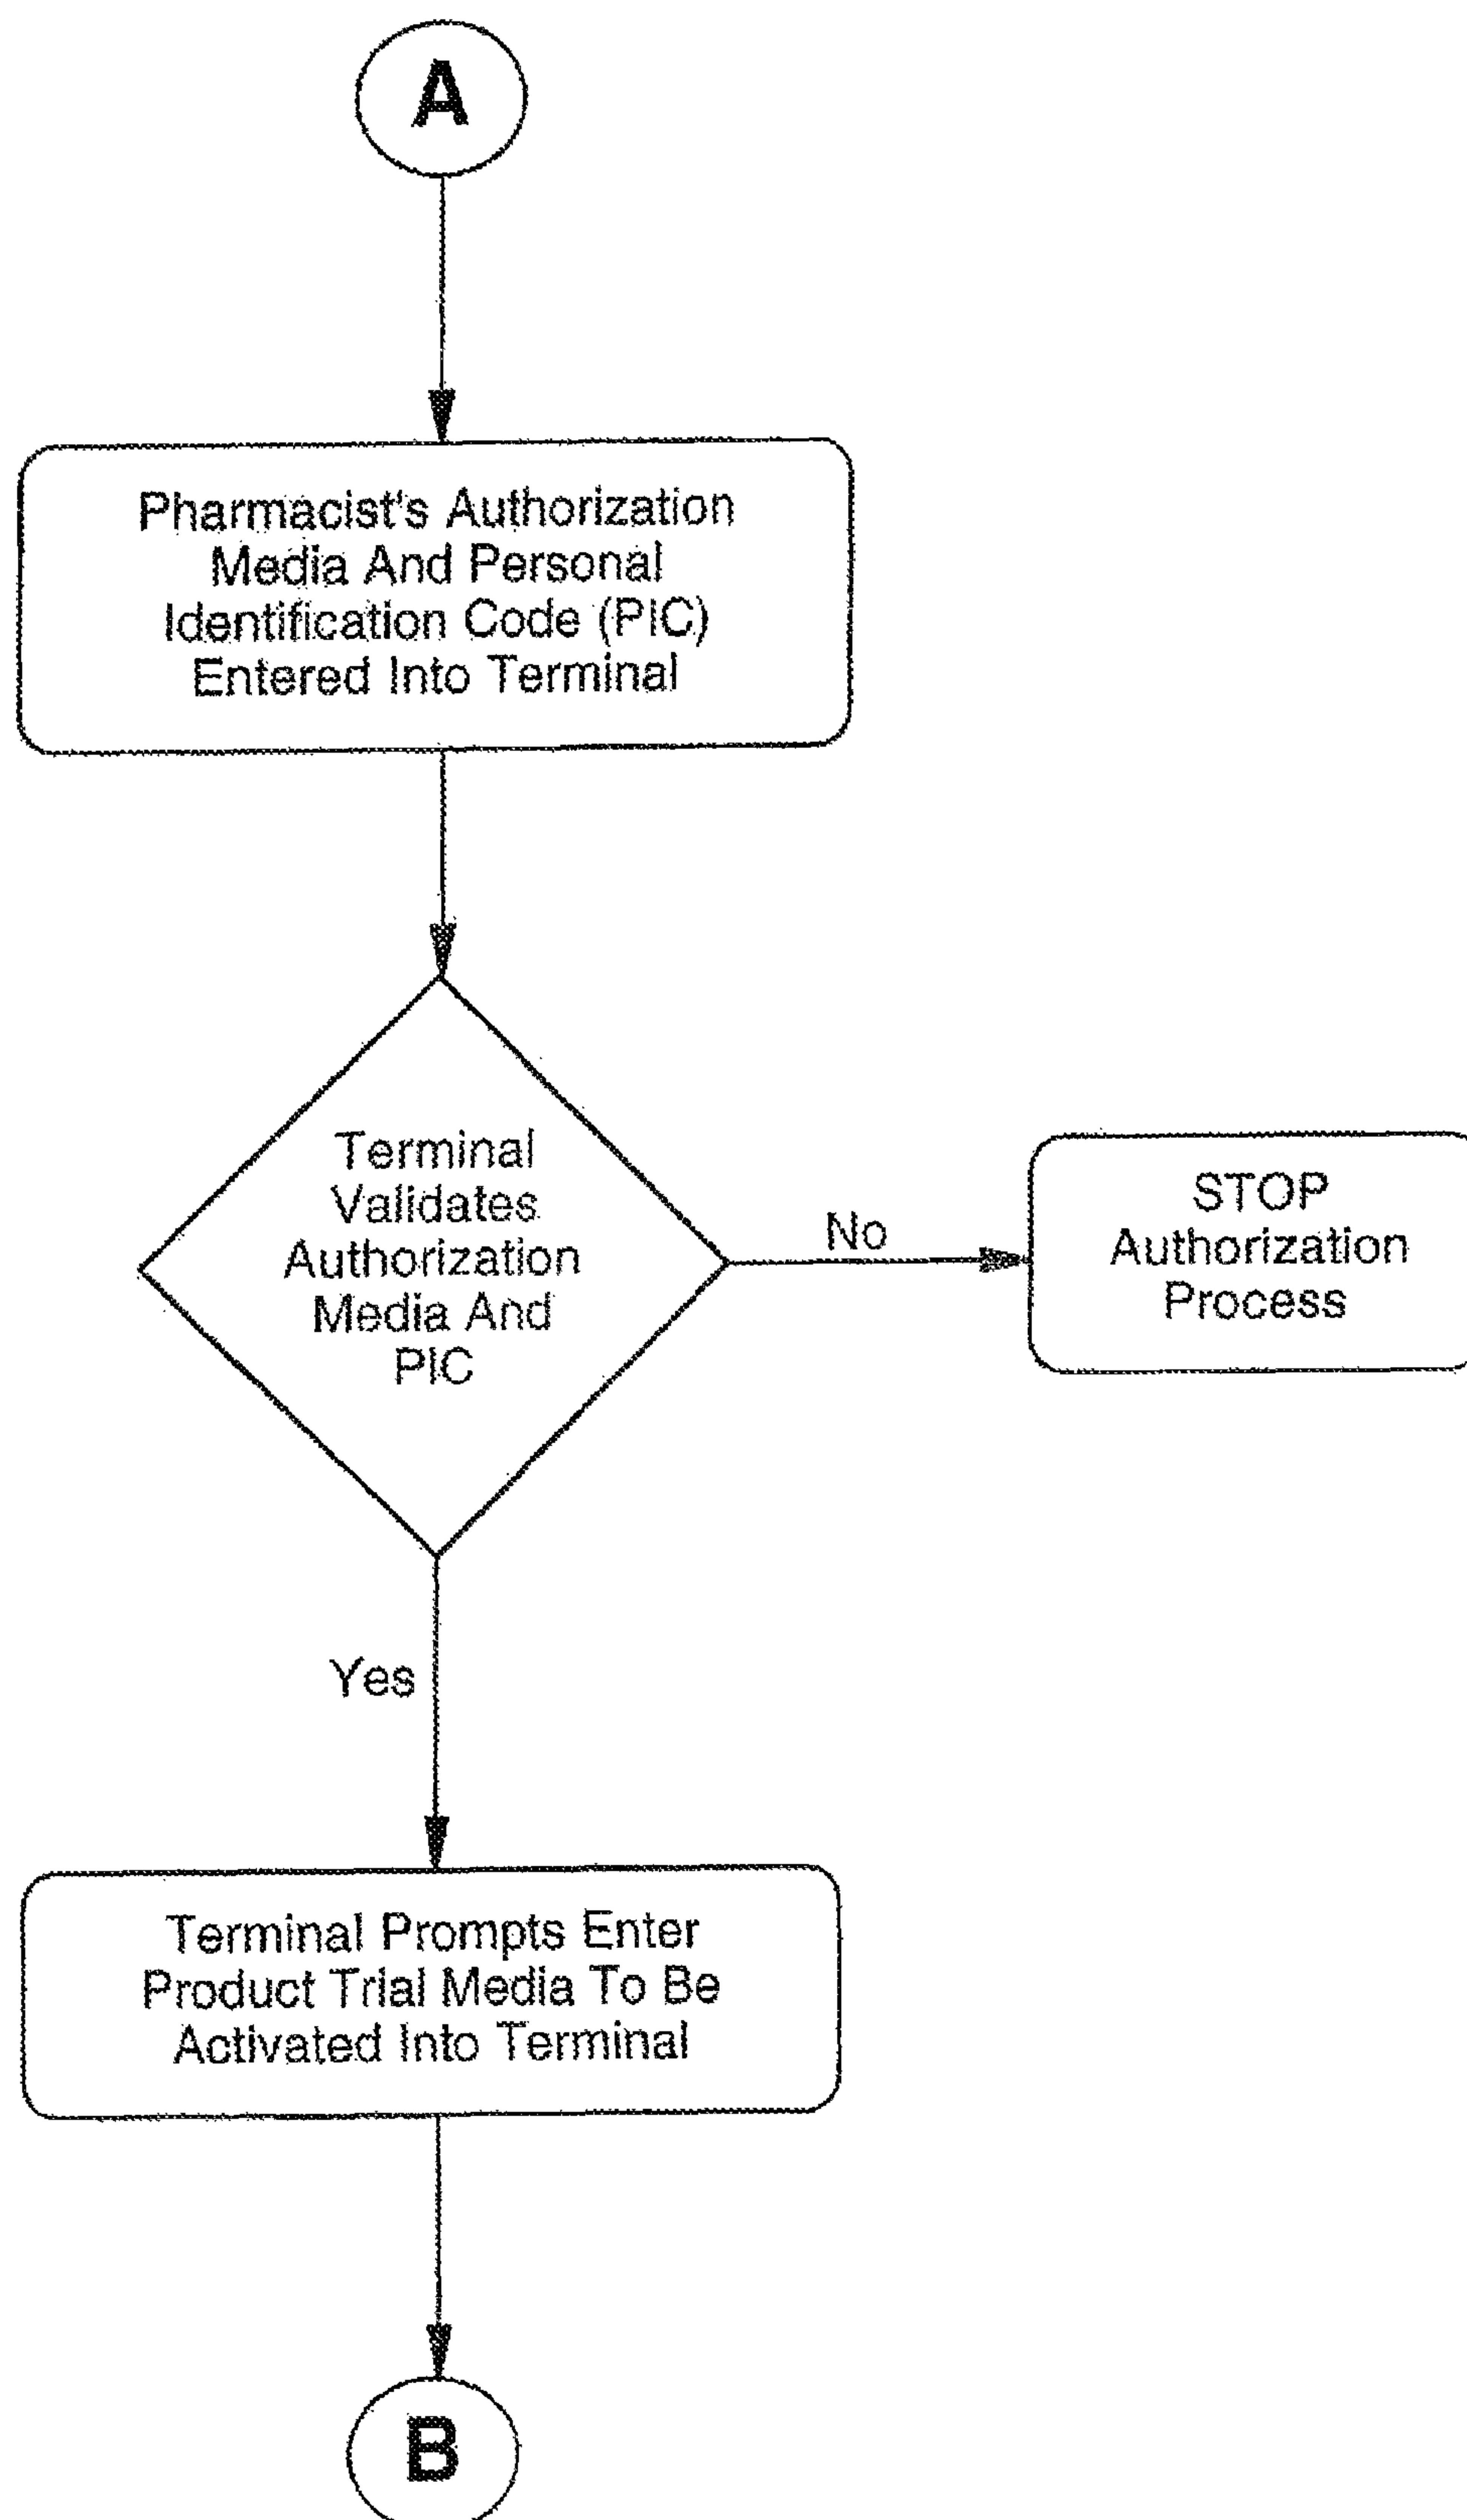 A
Pharmacist's Authorization
Media And Personal
Identification Code (PIC)
Entered Into Terminal
Terminal
Validates
Authorization
Media And
PIC
No
STOP
Authorization
Process
Yes
Terminal Prompts Enter
Product Trial Media To Be
Activated Into Terminal
B